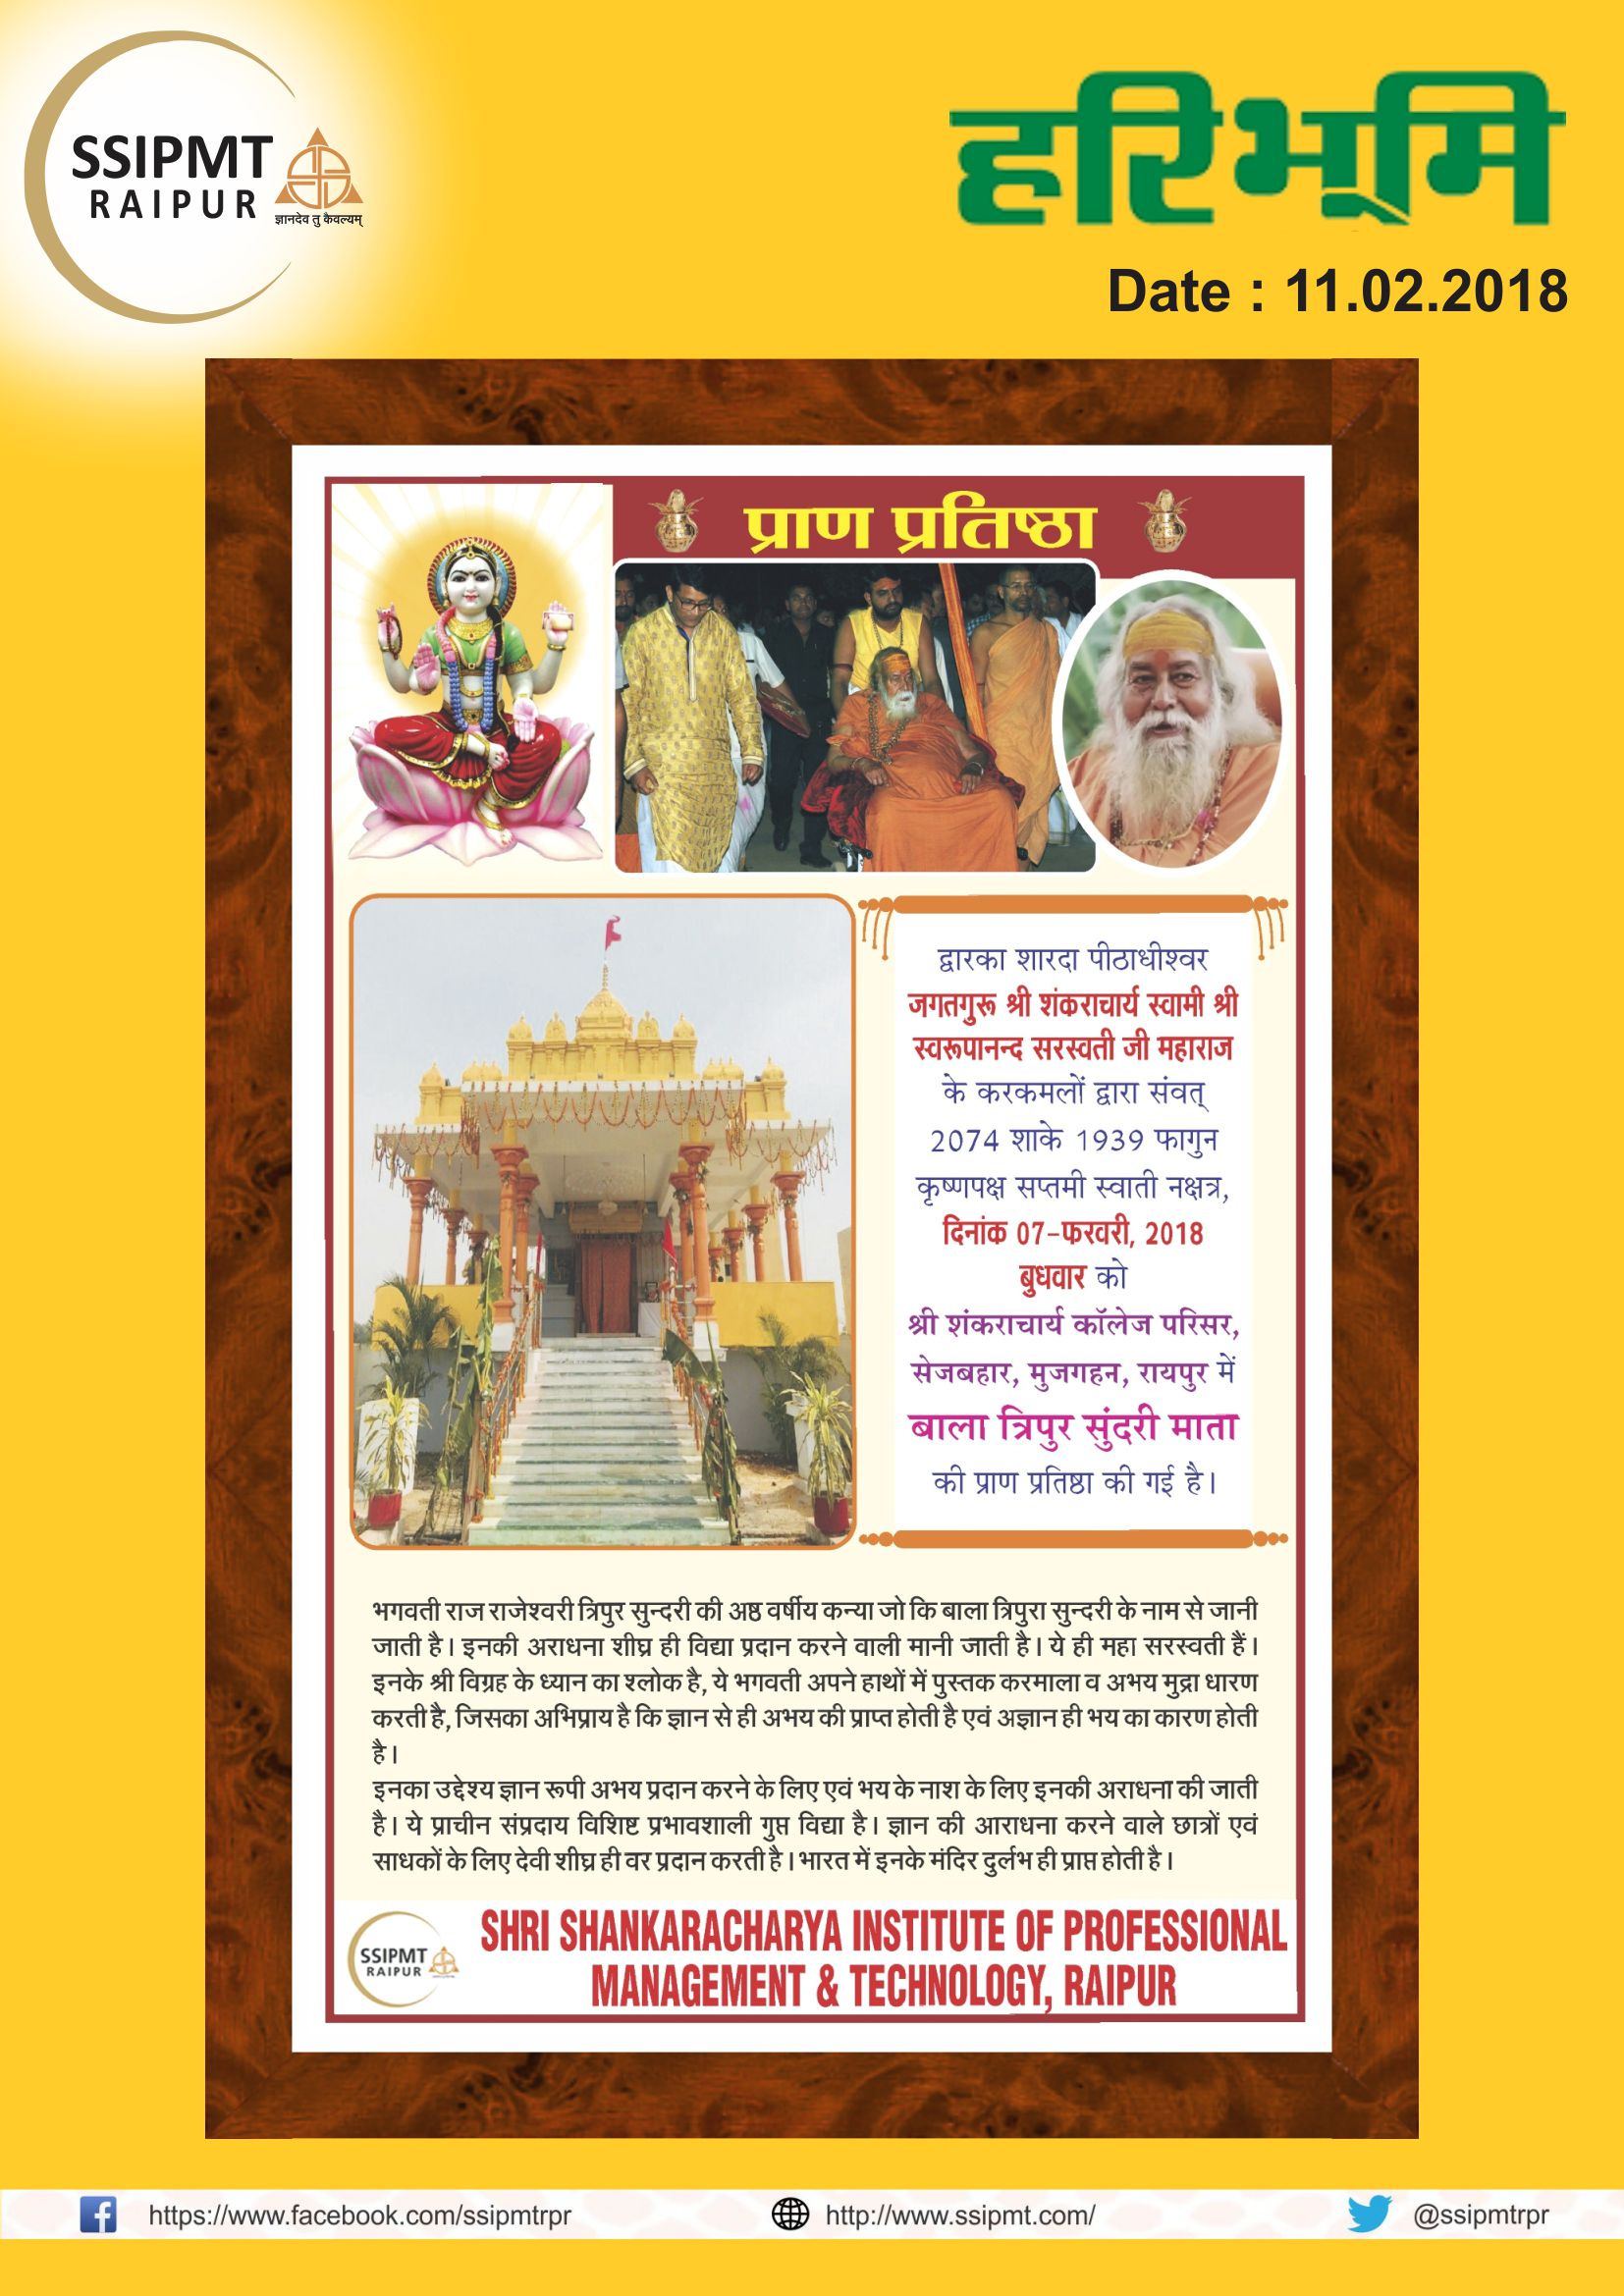 SSIPMT
RAIPUR
ज्ञानदेव तु कैवल्यम्
हरिभूमि
Date : 11.02.2018
प्राण प्रतिष्ठा
द्वारका शारदा पीठाधीश्वर
जगतगुरू श्री शंकराचार्य स्वामी श्री
स्वरूपानन्द सरस्वती जी महाराज
के करकमलों द्वारा संवत्
2074 शाके 1939 फागुन
कृष्णपक्ष सप्तमी स्वाती नक्षत्र,
दिनांक 07-फरवरी, 2018
बुधवार को
श्री शंकराचार्य कॉलेज परिसर,
सेजबहार, मुजगहन, रायपुर में
बाला त्रिपुर सुंदरी माता
की प्राण प्रतिष्ठा की गई है।
भगवती राज राजेश्वरी त्रिपुर सुन्दरी की अष्ठ वर्षीय कन्या जो कि बाला त्रिपुरा सुन्दरी के नाम से जानी
जाती है। इनकी अराधना शीघ्र ही विद्या प्रदान करने वाली मानी जाती है। ये ही महा सरस्वती हैं।
इनके श्री विग्रह के ध्यान का श्लोक है, ये भगवती अपने हाथों में पुस्तक करमाला व अभय मुद्रा धारण
करती है, जिसका अभिप्राय है कि ज्ञान से ही अभय की प्राप्त होती है एवं अज्ञान ही भय का कारण होती
है।
इनका उद्देश्य ज्ञान रूपी अभय प्रदान करने के लिए एवं भय के नाश के लिए इनकी अराधना की जाती
है। ये प्राचीन संप्रदाय विशिष्ट प्रभावशाली गुप्त विद्या है। ज्ञान की आराधना करने वाले छात्रों एवं
साधकों के लिए देवी शीघ्र ही वर प्रदान करती है। भारत में इनके मंदिर दुर्लभ ही प्राप्त होती है।
SSIPMT
RAIPUR
SHRI SHANKARACHARYA INSTITUTE OF PROFESSIONAL
MANAGEMENT & TECHNOLOGY, RAIPUR
https://www.facebook.com/ssipmtrpr
http://www.ssipmt.com/
@ssipmtrpr